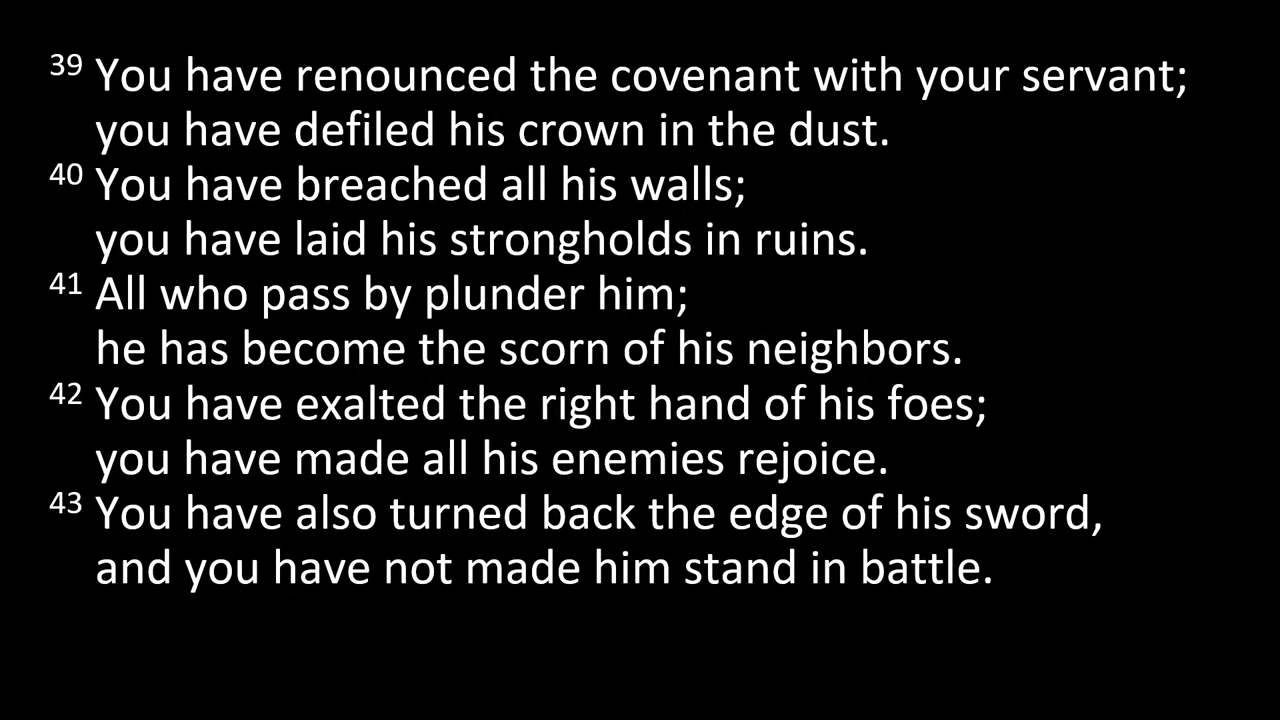 39 You have renounced the covenant with your servant;
you have defiled his crown in the dust.
40 You have breached all his walls;
you have laid his strongholds in ruins.
41 All who pass by plunder him;
he has become the scorn of his neighbors.
42 You have exalted the right hand of his foes;
you have made all his enemies rejoice.
43 You have also turned back the edge of his sword,
and you have not made him stand in battle.